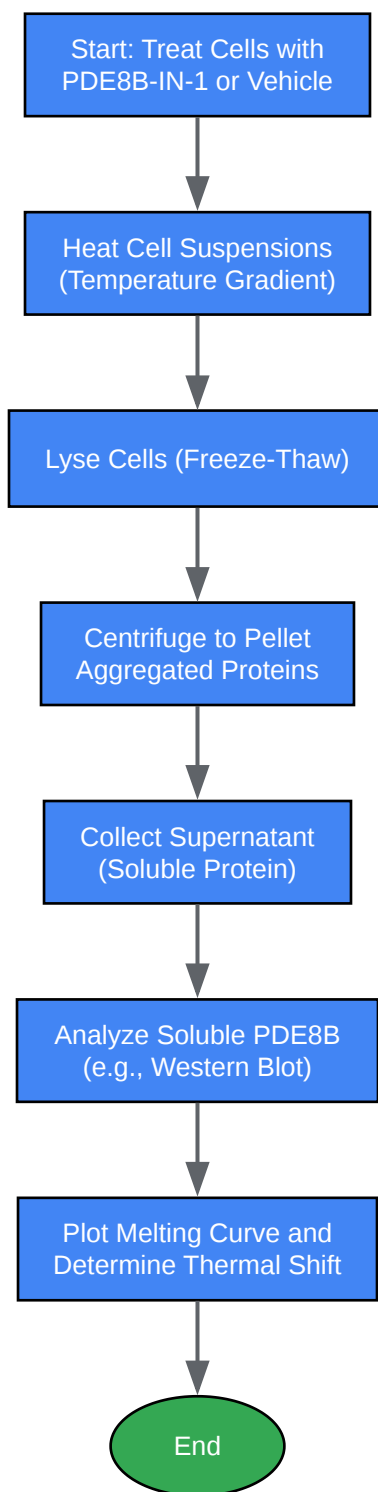 Start: Treat Cells with
PDE8B-IN-1 or Vehicle
Heat Cell Suspensions
(Temperature Gradient)
Lyse Cells (Freeze-Thaw)
Centrifuge to Pellet
Aggregated Proteins
Collect Supernatant
(Soluble Protein)
Analyze Soluble PDE8B
(e.g., Western Blot)
Plot Melting Curve and
Determine Thermal Shift
End